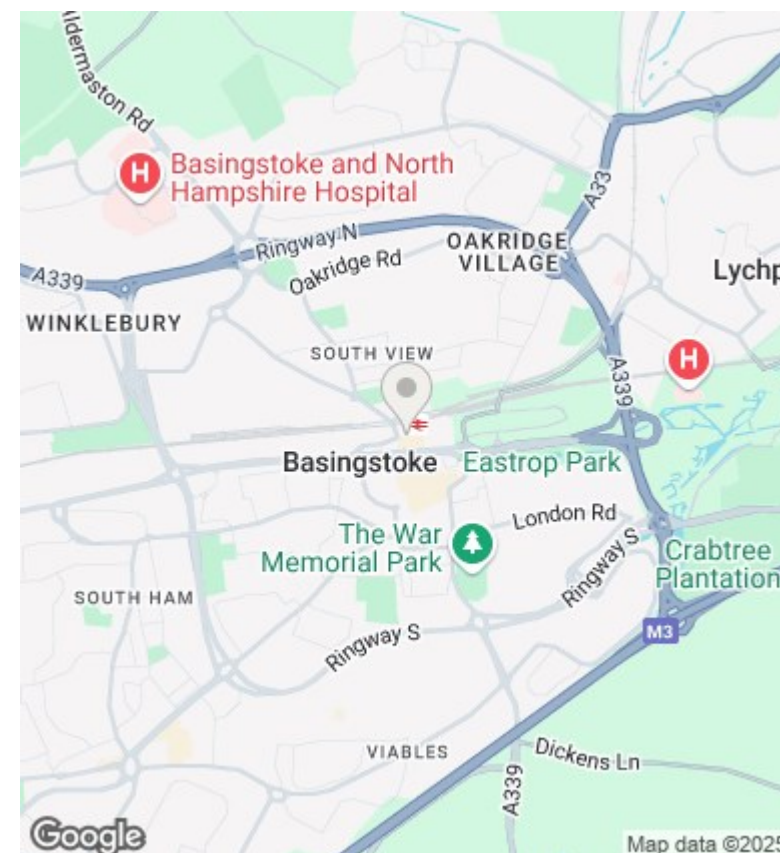 Aldermaston Rd
Basingstoke and North
Hampshire Hospital
A33
Ringway N
OAKRIDGE
VILLAGE
Oakridge Rd
A339
Lychp
WINKLEBURY
SOUTH VIEW
A339
Basingstoke
Eastrop Park
London Rd
The War
Memorial Park
Ringway S
Crabtree
Plantation
SOUTH HAM
M3
Ringway S
VIABLES
Dickens Ln
A339
Google
Map data ©2025
H
H